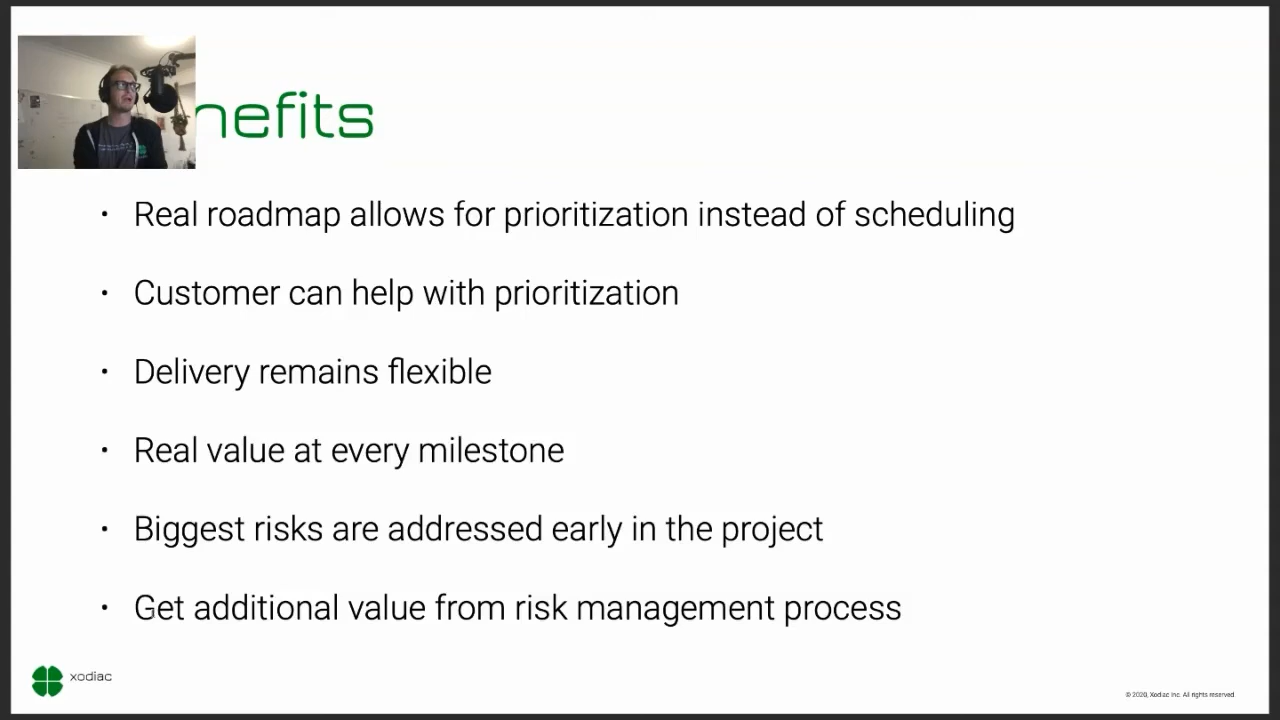 nefits
• Real roadmap allows for prioritization instead of scheduling
• Customer can help with prioritization
• Delivery remains flexible
• Real value at every milestone
• Biggest risks are addressed early in the project
• Get additional value from risk management process
xodiac
© 2020, Xodiac Inc. All rights reserved